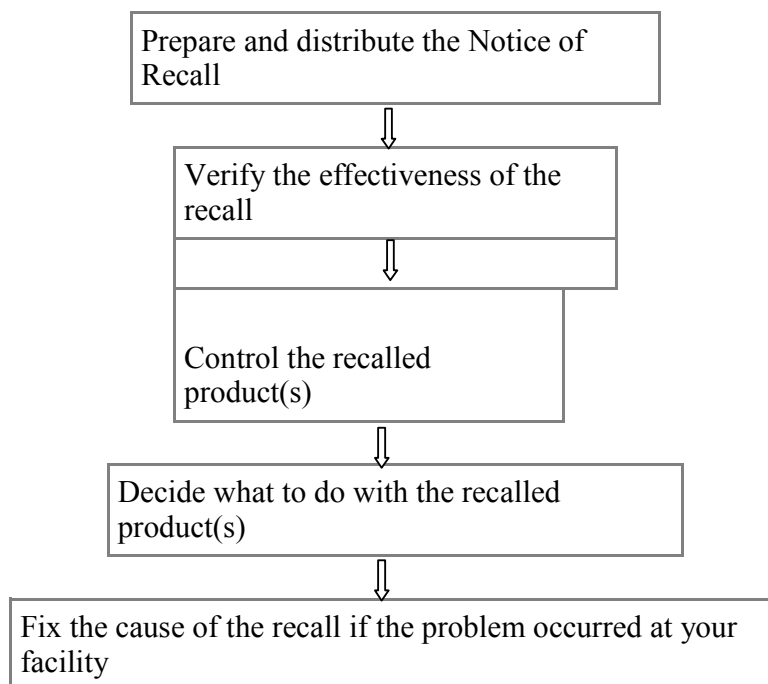 Prepare and distribute the Notice of
Recall
Verify the effectiveness of the
recall
Control the recalled
product(s)
Decide what to do with the recalled
product(s)
Fix the cause of the recall if the problem occurred at your
facility